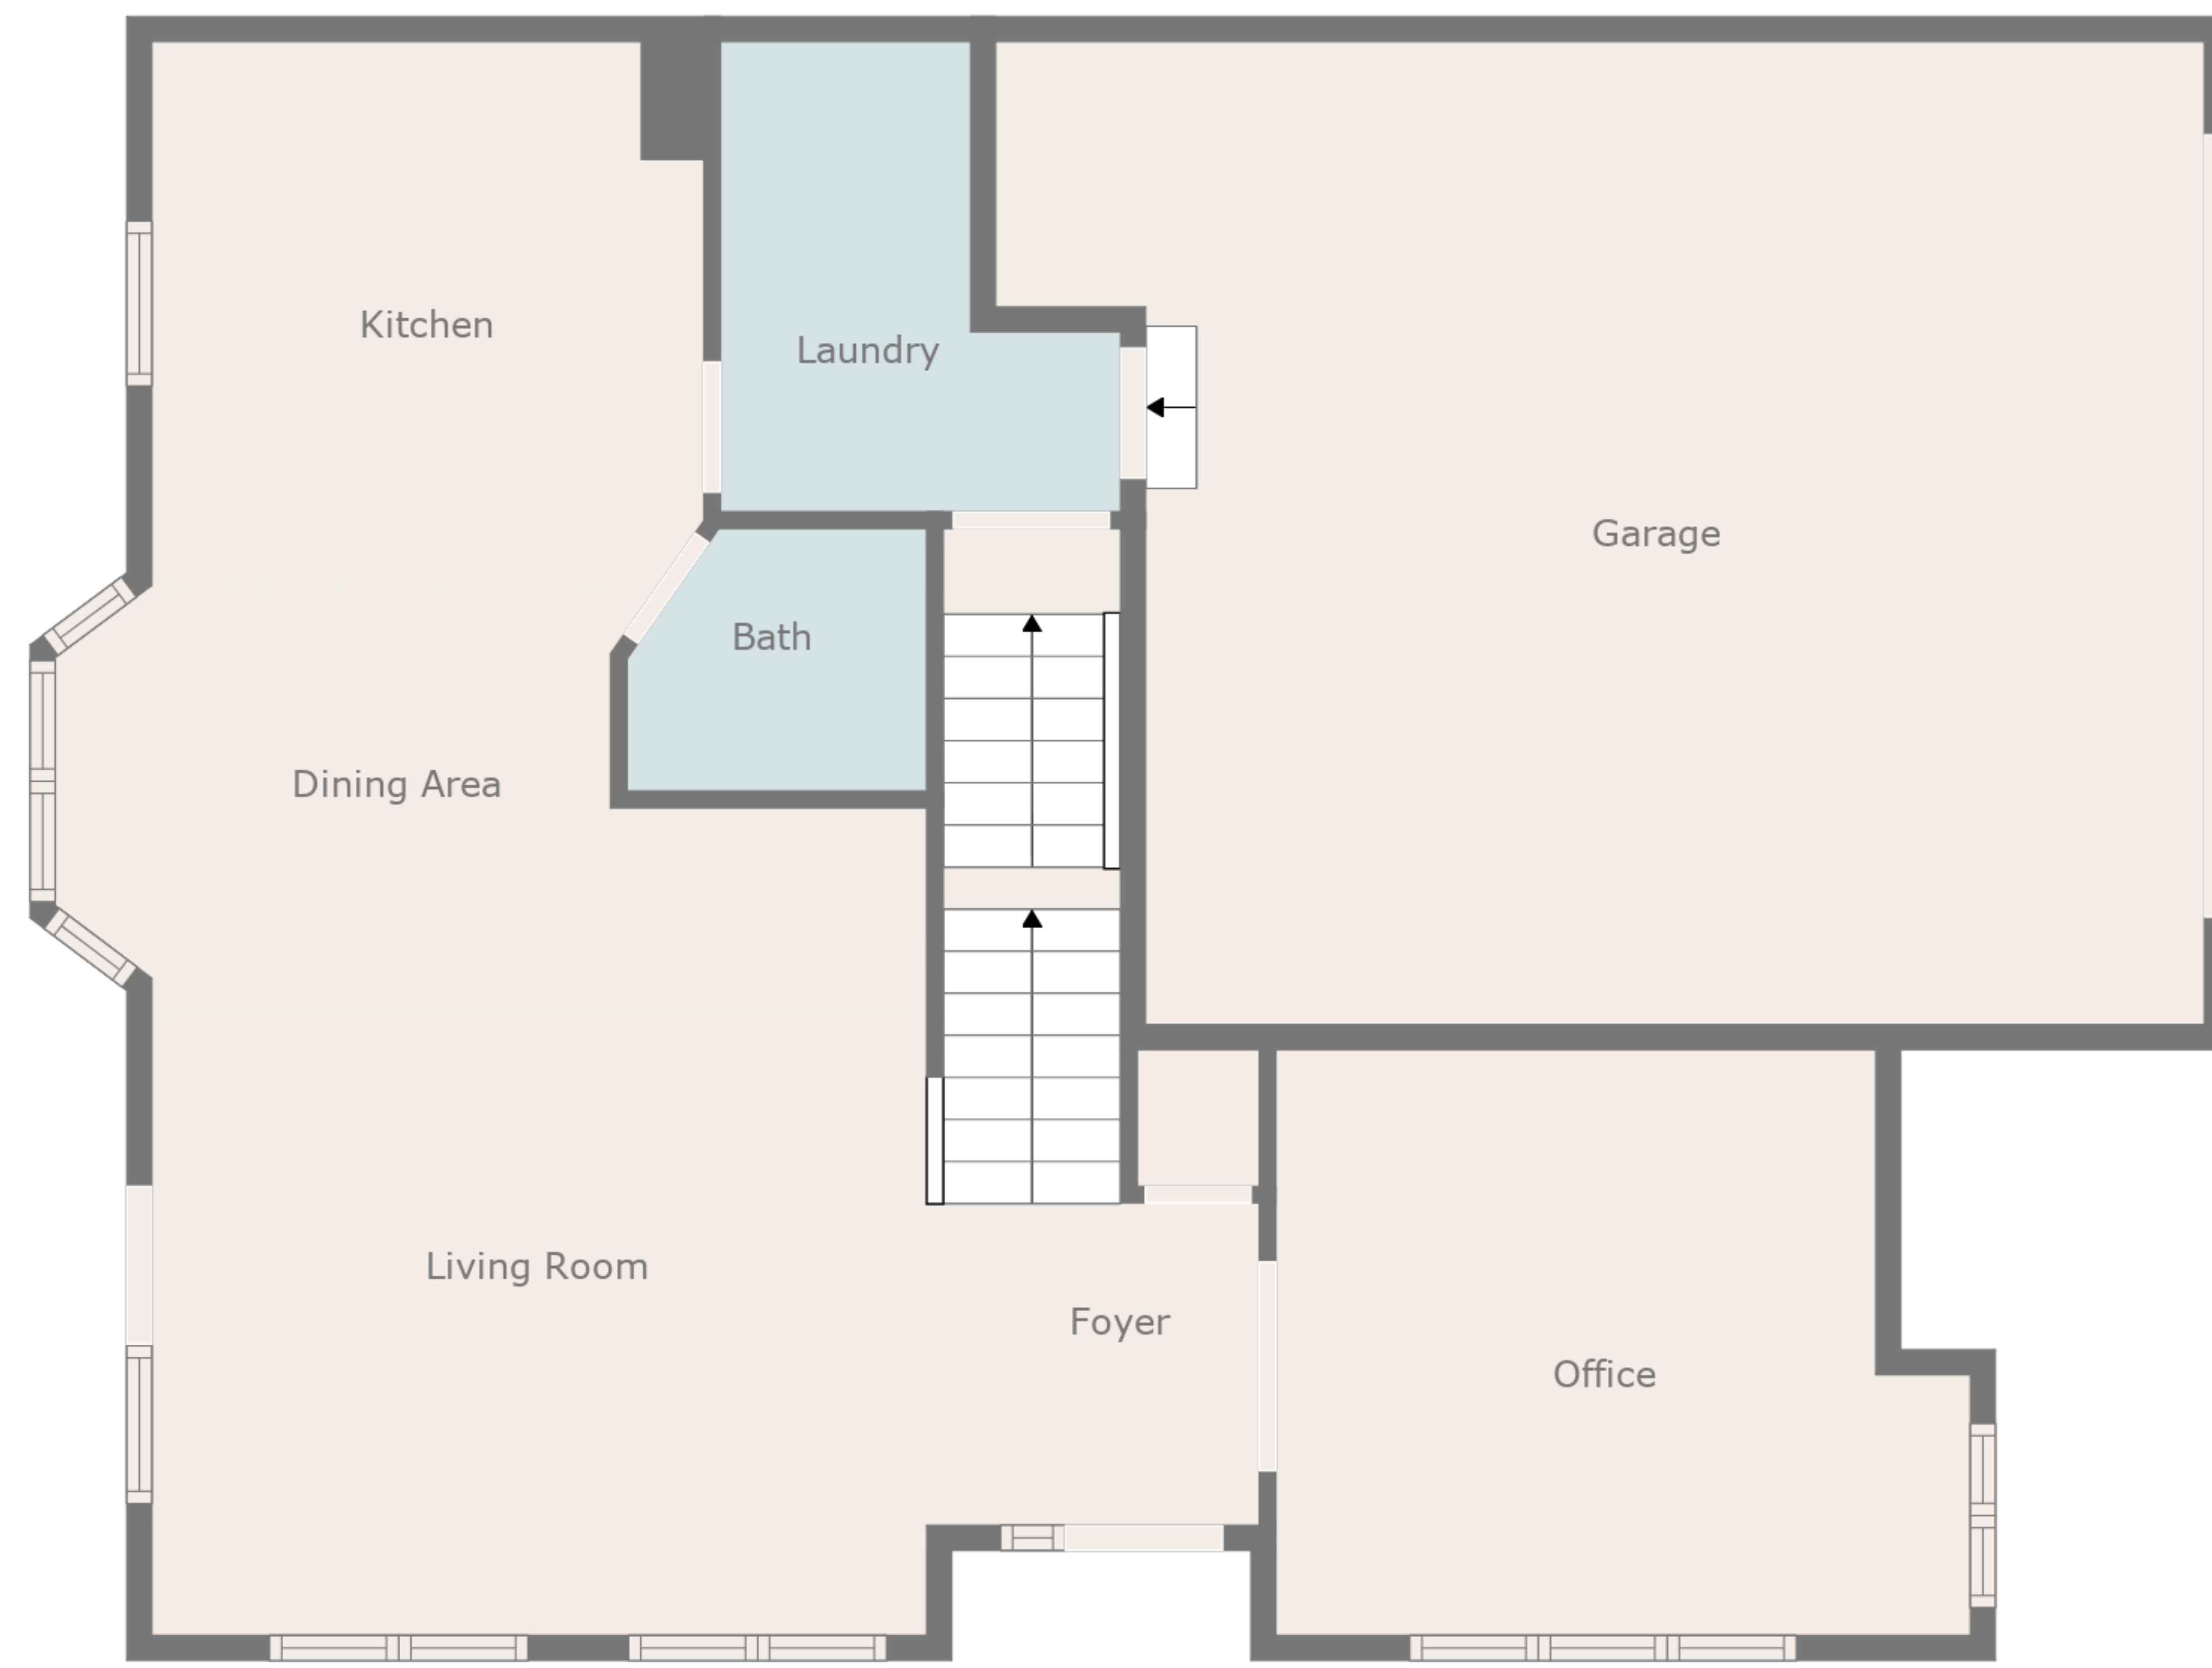 Kitchen
Laundry
Garage
Bath
Dining Area
Living Room
Foyer
Office